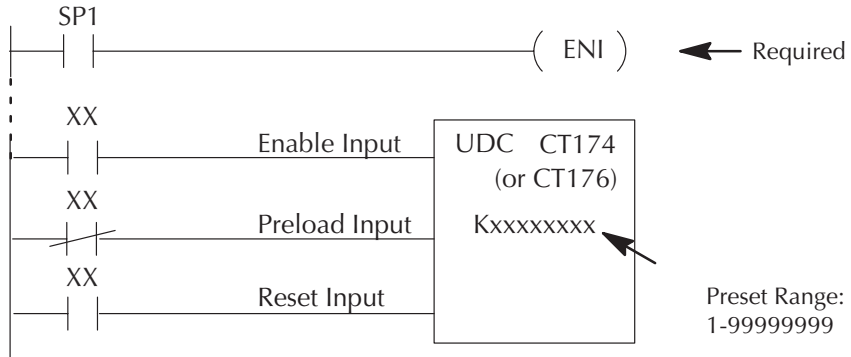 SP1
ENI
Required
XX
Enable Input
UDC CT174
(or CT176)
XX
Preload Input
Kxxxxxxxx
XX
Reset Input
Preset Range:
1-99999999